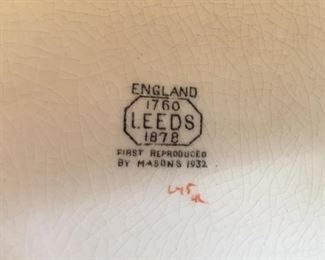 ENGLAND
1760
LEEDS
1878
FIRST REPRODUCED
BY MASONS 1932